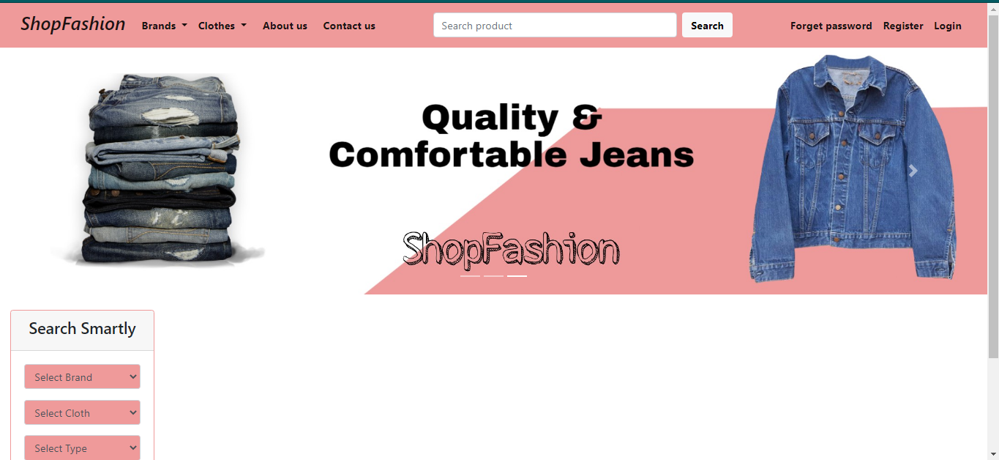 ShopFashion Brands Clothes About us Contact us Search product Search Forget password Register Login
Quality &
Comfortable Jeans
ShopFashion
Search Smartly
Select Brand
Select Cloth
Select Type